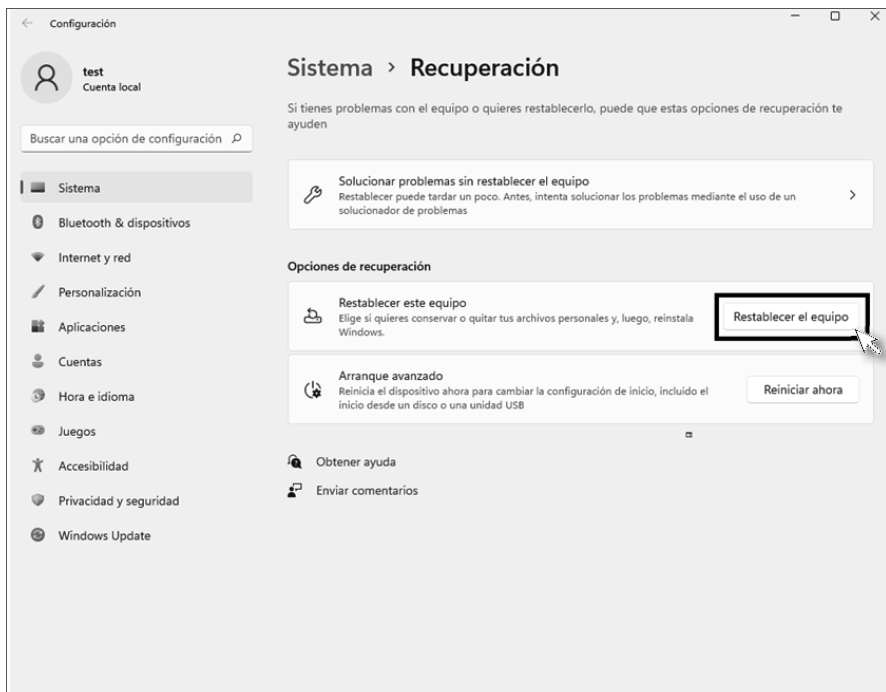 Configuración
test
Cuenta local
Buscar una opción de configuración
Sistema
Bluetooth & dispositivos
Internet y red
Personalización
Aplicaciones
Cuentas
Hora e idioma
Juegos
Accesibilidad
Privacidad y seguridad
Windows Update
Sistema > Recuperación
Si tienes problemas con el equipo o quieres restablecerlo, puede que estas opciones de recuperación te
ayuden
Solucionar problemas sin restablecer el equipo
Restablecer puede tardar un poco. Antes, intenta solucionar los problemas mediante el uso de un
solucionador de problemas
Opciones de recuperación
Restablecer este equipo
Elige si quieres conservar o quitar tus archivos personales y, luego, reinstala
Windows.
Restablecer el equipo
Arranque avanzado
Reinicia el dispositivo ahora para cambiar la configuración de inicio, incluido el
inicio desde un disco o una unidad USB
Reiniciar ahora
Obtener ayuda
Enviar comentarios